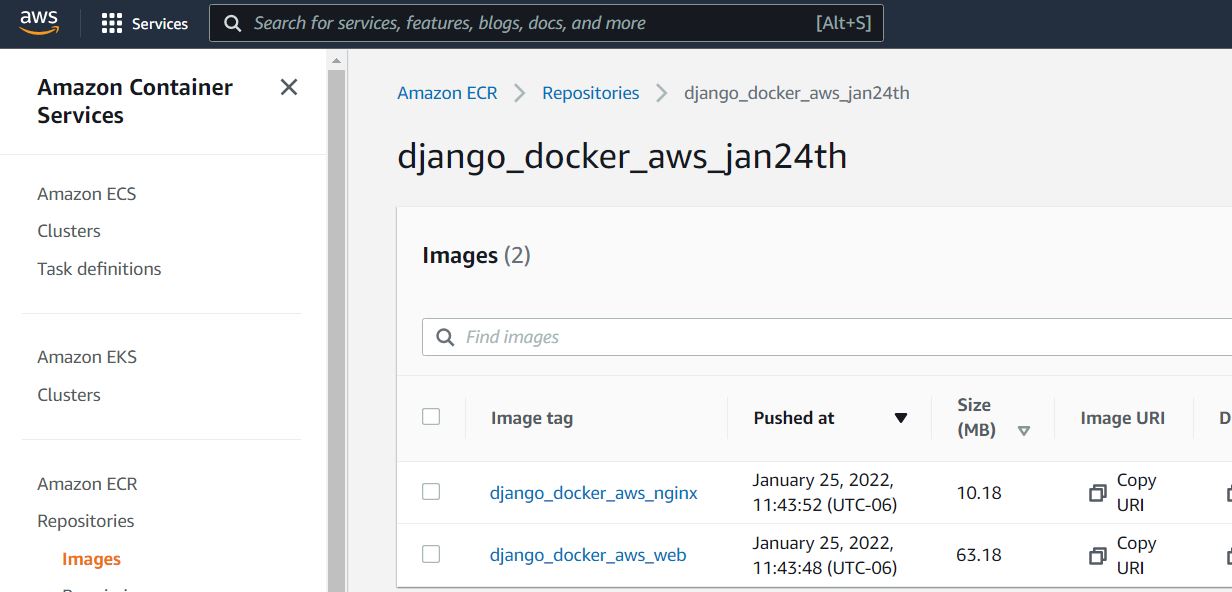 aws
Services
Search for services, features, blogs, docs, and more
[Alt+S]
Amazon Container
Services
Amazon ECS
Clusters
Task definitions
Amazon EKS
Clusters
Amazon ECR
Repositories
Images
Amazon ECR
Repositories
django_docker_aws_jan24th
django_docker_aws_jan24th
Images (2)
Find images
Image tag
Pushed at
Size
(MB)
Image URI
D
django_docker_aws_nginx
January 25, 2022,
11:43:52 (UTC-06)
10.18
Copy
URI
django_docker_aws_web
January 25, 2022,
11:43:48 (UTC-06)
63.18
Copy
URI